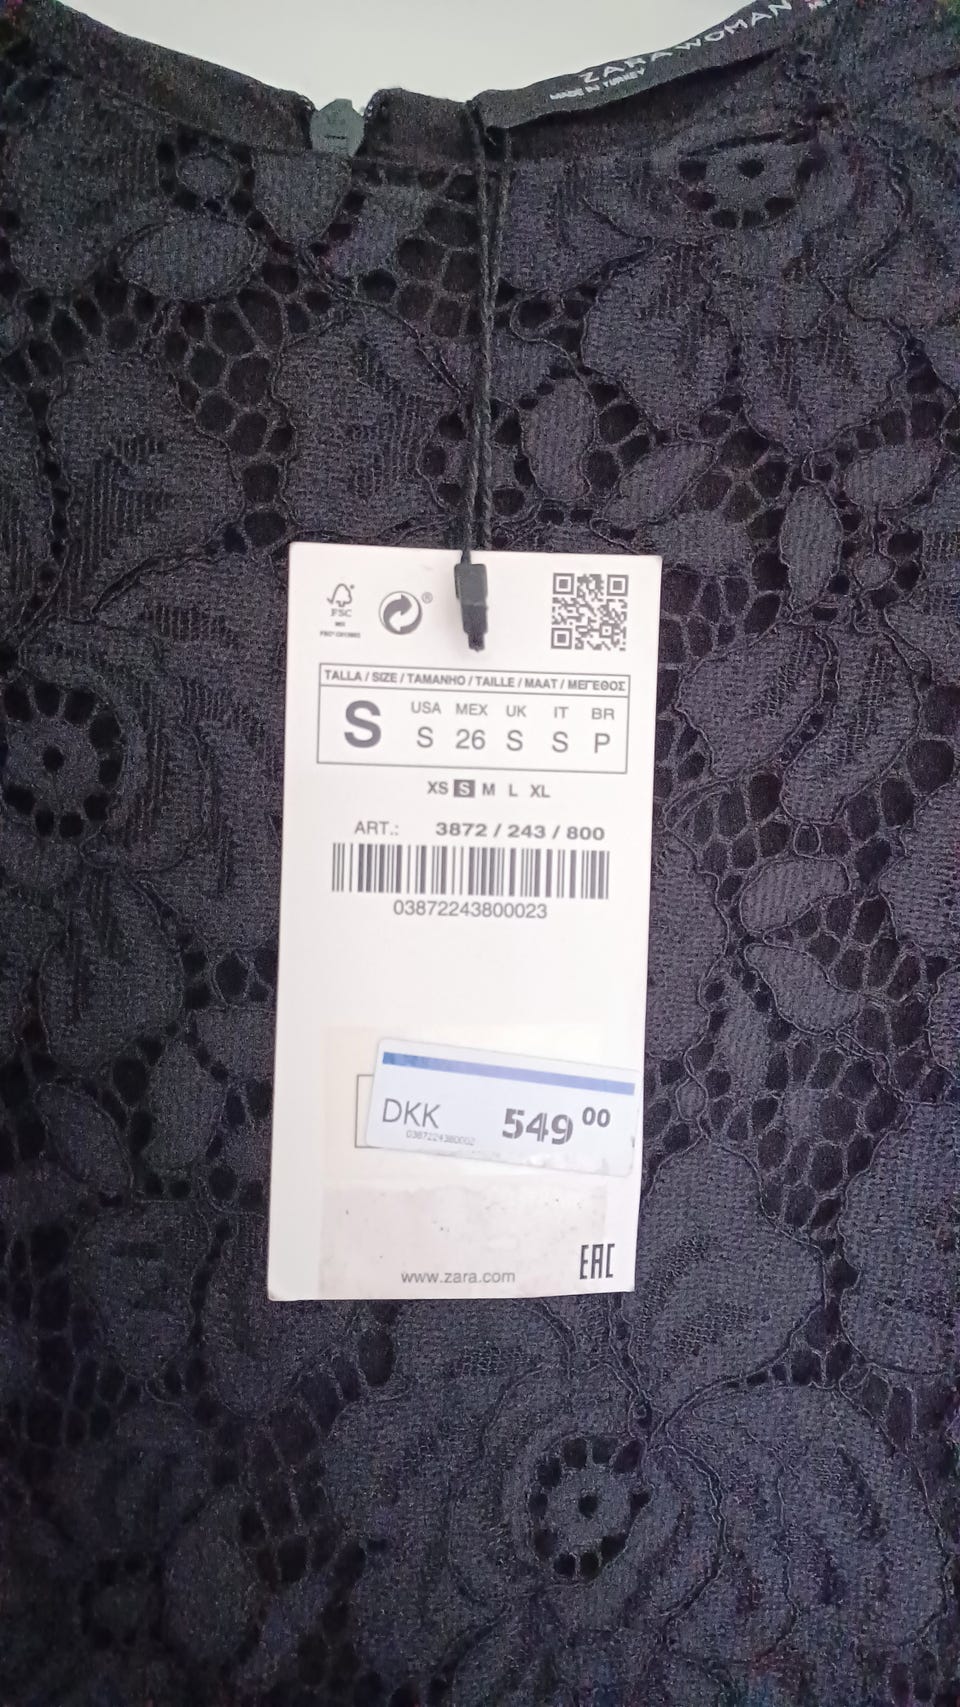 ZARA WOMAN
MADE IN TURKEY
FSC
®
TALLA / SIZE / TAMANHO / TAILLE / MAAT / ΜΕΓΕΘΟΣ
S
USA MEX UK IT BR
S 26 S S P
XS S M L XL
ART.: 3872 / 243 / 800
03872243800023
DKK 549 00
0387224380002
www.zara.com
EAC